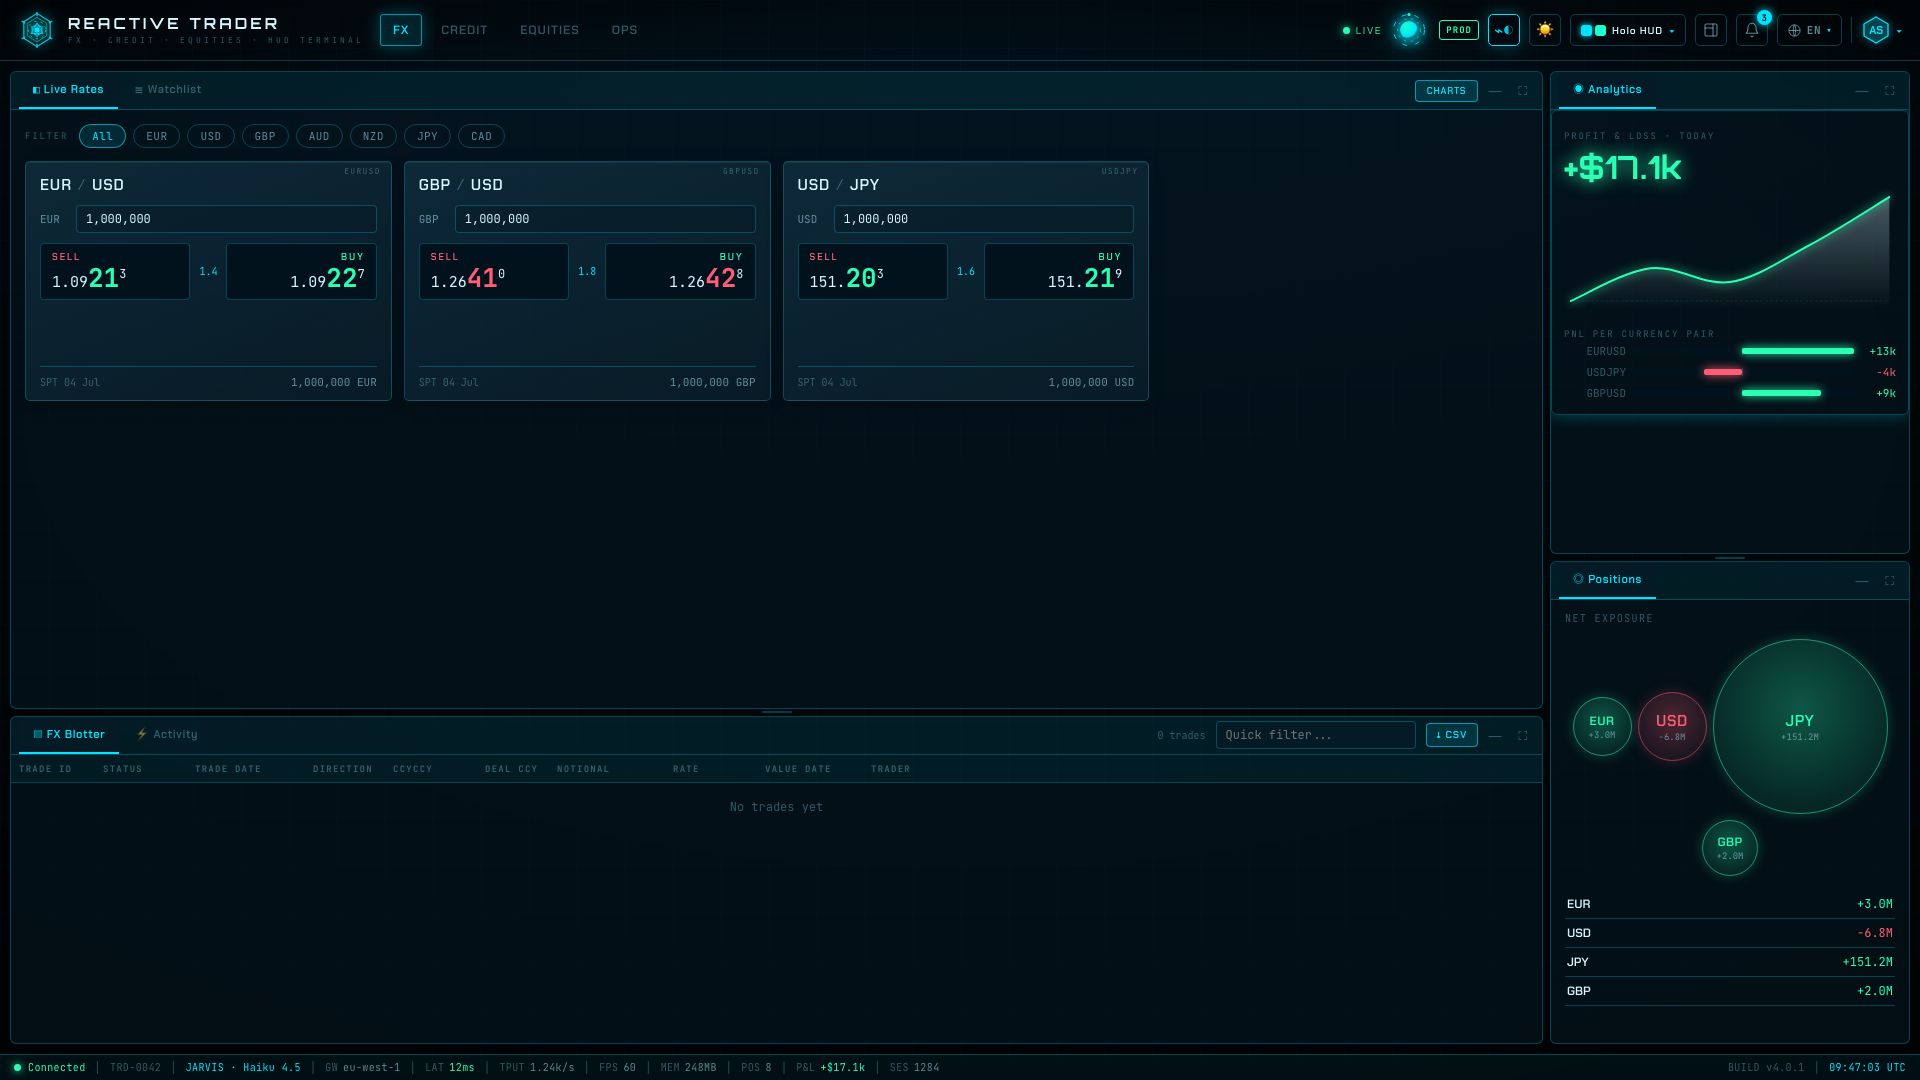 REACTIVE TRADER
FX · CREDIT · EQUITIES · HUD TERMINAL
FX CREDIT EQUITIES OPS
LIVE PROD Holo HUD 3 EN AS
Live Rates Watchlist CHARTS
FILTER All EUR USD GBP AUD NZD JPY CAD
EURUSD
EUR / USD
EUR 1,000,000
SELL BUY
1.09213 1.4 1.09227
SPT 04 Jul 1,000,000 EUR
GBPUSD
GBP / USD
GBP 1,000,000
SELL BUY
1.26410 1.8 1.26428
SPT 04 Jul 1,000,000 GBP
USDJPY
USD / JPY
USD 1,000,000
SELL BUY
151.203 1.6 151.219
SPT 04 Jul 1,000,000 USD
Analytics
PROFIT & LOSS · TODAY
+$17.1k
PNL PER CURRENCY PAIR
EURUSD +13k
USDJPY -4k
GBPUSD +9k
Positions
NET EXPOSURE
EUR
+3.0M
USD
-6.8M
JPY
+151.2M
GBP
+2.0M
EUR +3.0M
USD -6.8M
JPY +151.2M
GBP +2.0M
FX Blotter Activity 0 trades Quick filter... ↓ CSV
TRADE ID STATUS TRADE DATE DIRECTION CCYCCY DEAL CCY NOTIONAL RATE VALUE DATE TRADER
No trades yet
Connected TRD-0042 JARVIS · Haiku 4.5 GW eu-west-1 LAT 12ms TPUT 1.24k/s FPS 60 MEM 248MB POS 8 P&L +$17.1k SES 1284 BUILD v4.0.1 09:47:03 UTC